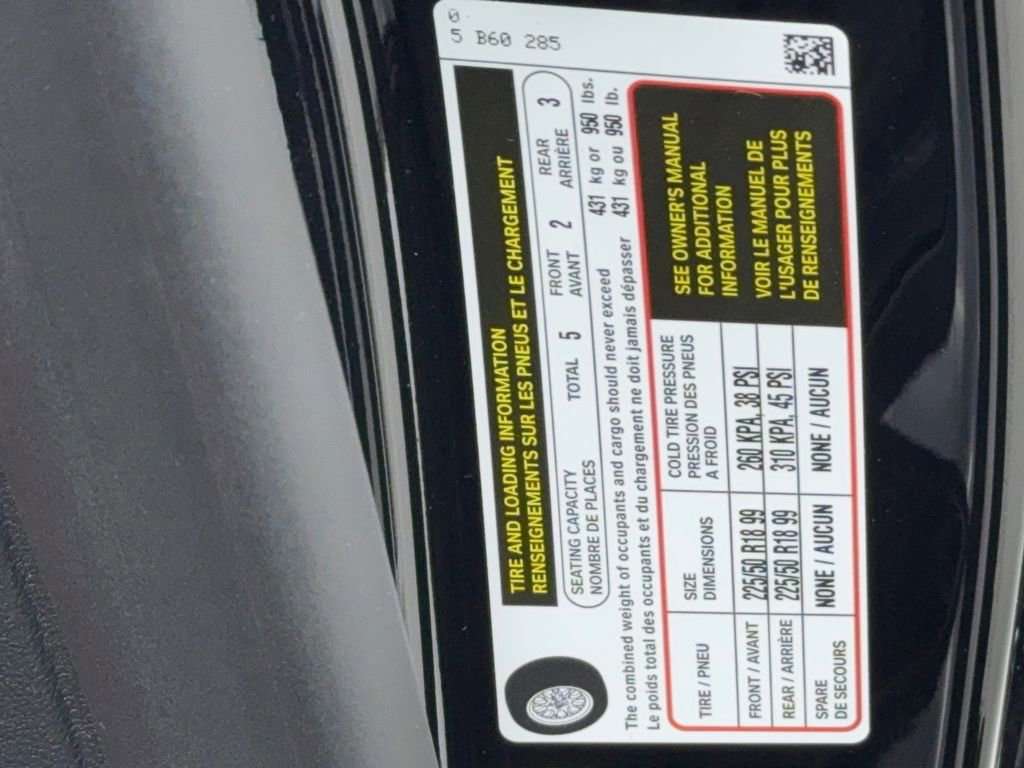 0
5 B60 285
TIRE AND LOADING INFORMATION
RENSEIGNEMENTS SUR LES PNEUS ET LE CHARGEMENT
SEATING CAPACITY
NOMBRE DE PLACES
TOTAL 5
FRONT
AVANT 2
REAR
ARRIÈRE 3
The combined weight of occupants and cargo should never exceed 431 kg or 950 lbs.
Le poids total des occupants et du chargement ne doit jamais dépasser 431 kg ou 950 lb.
TIRE / PNEU
SIZE
DIMENSIONS
COLD TIRE PRESSURE
PRESSION DES PNEUS
A FROID
FRONT / AVANT 225/50 R18 99 260 KPA, 38 PSI
REAR / ARRIÈRE 225/50 R18 99 310 KPA, 45 PSI
SPARE
DE SECOURS
NONE / AUCUN NONE / AUCUN
SEE OWNER'S MANUAL
FOR ADDITIONAL
INFORMATION
VOIR LE MANUEL DE
L'USAGER POUR PLUS
DE RENSEIGNEMENTS